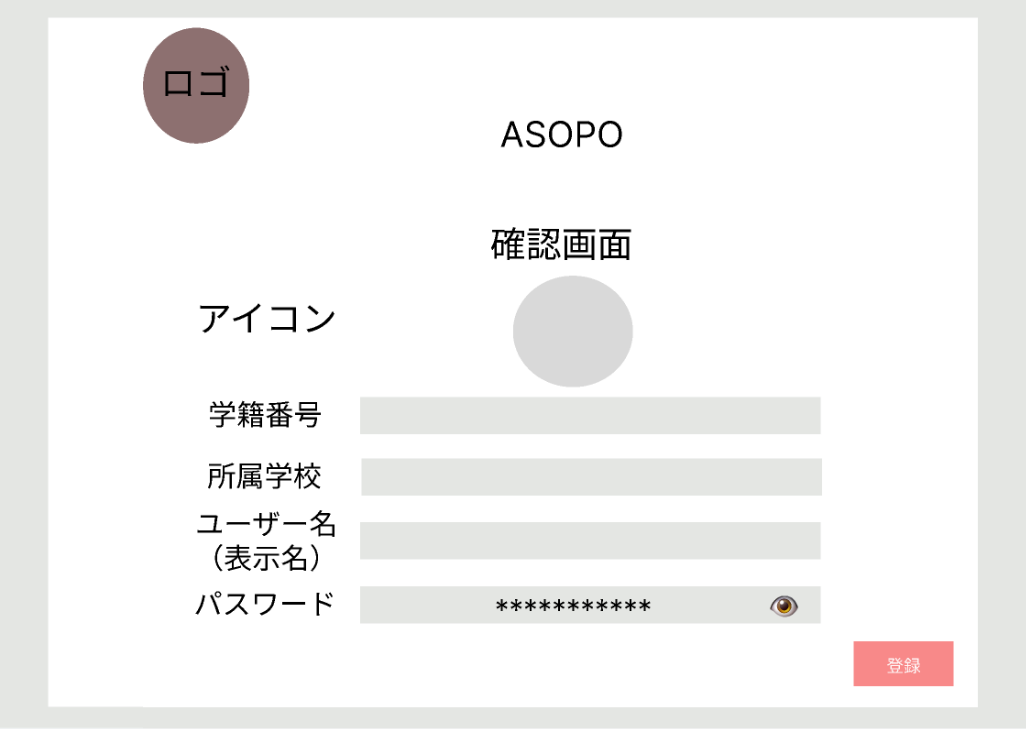 ロゴ
ASOPO
確認画面
アイコン
学籍番号
所属学校
ユーザー名
（表示名）
パスワード
***********
登録